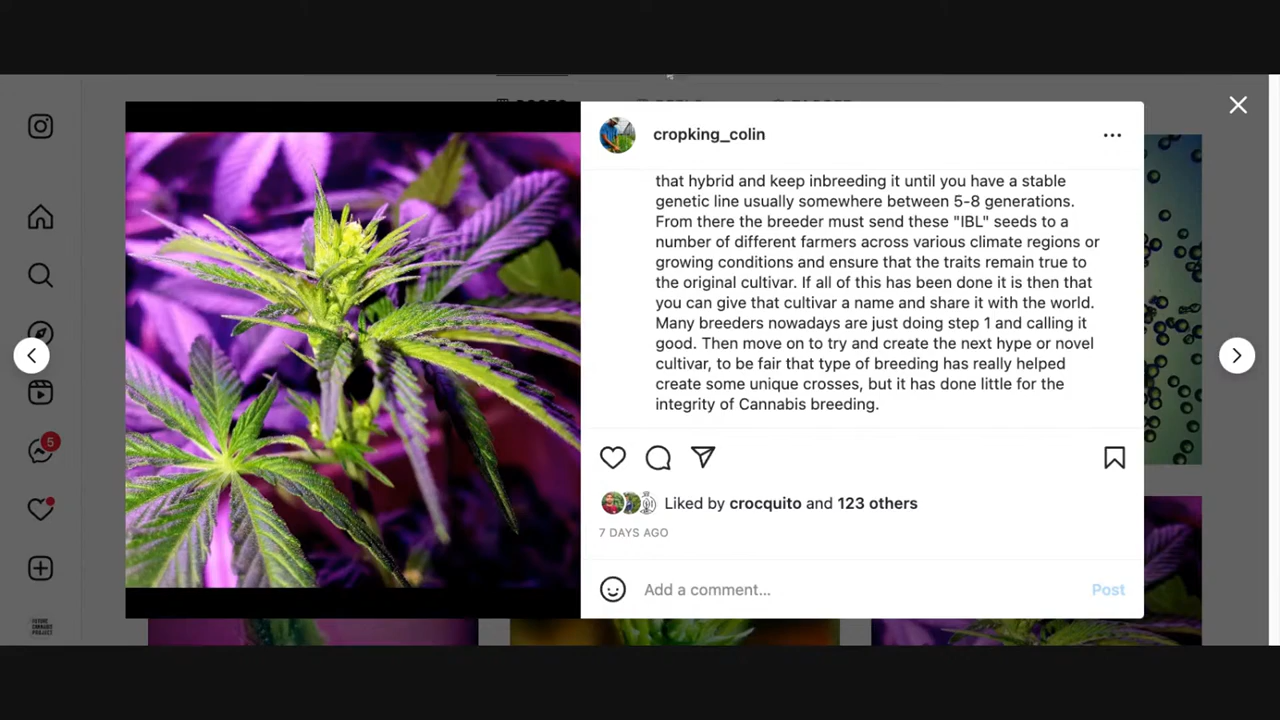 cropking_colin
that hybrid and keep inbreeding it until you have a stable
genetic line usually somewhere between 5-8 generations.
From there the breeder must send these "IBL" seeds to a
number of different farmers across various climate regions or
growing conditions and ensure that the traits remain true to
the original cultivar. If all of this has been done it is then that
you can give that cultivar a name and share it with the world.
Many breeders nowadays are just doing step 1 and calling it
good. Then move on to try and create the next hype or novel
cultivar, to be fair that type of breeding has really helped
create some unique crosses, but it has done little for the
integrity of Cannabis breeding.
5
Liked by crocquito and 123 others
7 DAYS AGO
Add a comment...
Post
FUTURE
CANNABIS
PROJECT